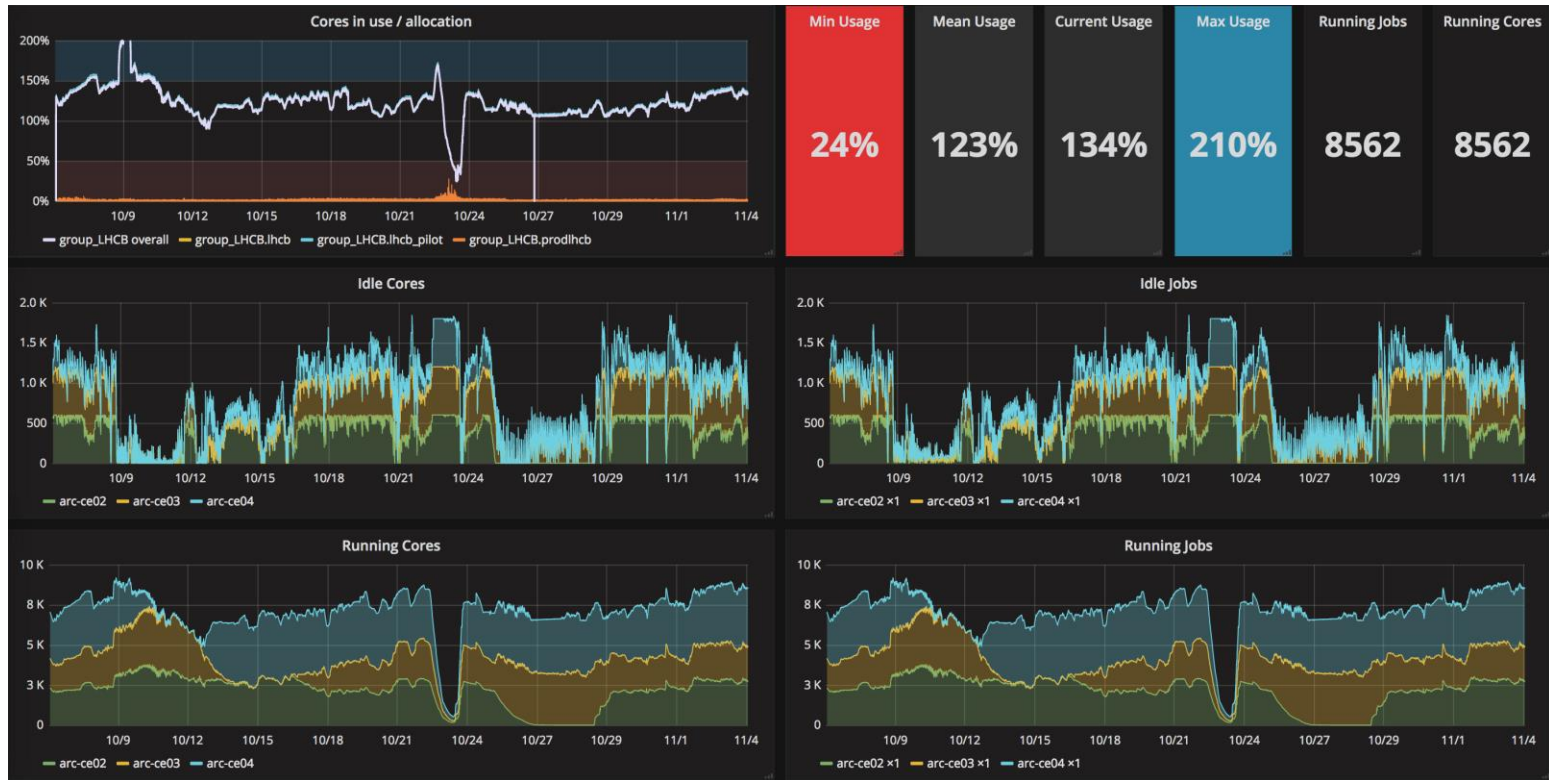 Cores in use / allocation
200%
150%
100%
50%
0%
10/9 10/12 10/15 10/18 10/21 10/24 10/27 10/29 11/1 11/4
group_LHCB overall group_LHCB.lhcb group_LHCB.lhcb_pilot group_LHCB.prodlhcb
Min Usage
24%
Mean Usage
123%
Current Usage
134%
Max Usage
210%
Running Jobs
8562
Running Cores
8562
Idle Cores
2.0 K
1.5 K
1.0 K
500
0
10/9 10/12 10/15 10/18 10/21 10/24 10/27 10/29 11/1 11/4
arc-ce02 arc-ce03 arc-ce04
Idle Jobs
2.0 K
1.5 K
1.0 K
500
0
10/9 10/12 10/15 10/18 10/21 10/24 10/27 10/29 11/1 11/4
arc-ce02 ×1 arc-ce03 ×1 arc-ce04 ×1
Running Cores
10 K
8 K
5 K
3 K
0
10/9 10/12 10/15 10/18 10/21 10/24 10/27 10/29 11/1 11/4
arc-ce02 arc-ce03 arc-ce04
Running Jobs
10 K
8 K
5 K
3 K
0
10/9 10/12 10/15 10/18 10/21 10/24 10/27 10/29 11/1 11/4
arc-ce02 ×1 arc-ce03 ×1 arc-ce04 ×1